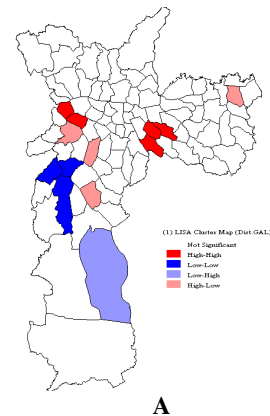 (1) LISA Cluster Map (Dist.GAL)
Not Significant
High-High
Low-Low
Low-High
High-Low
A